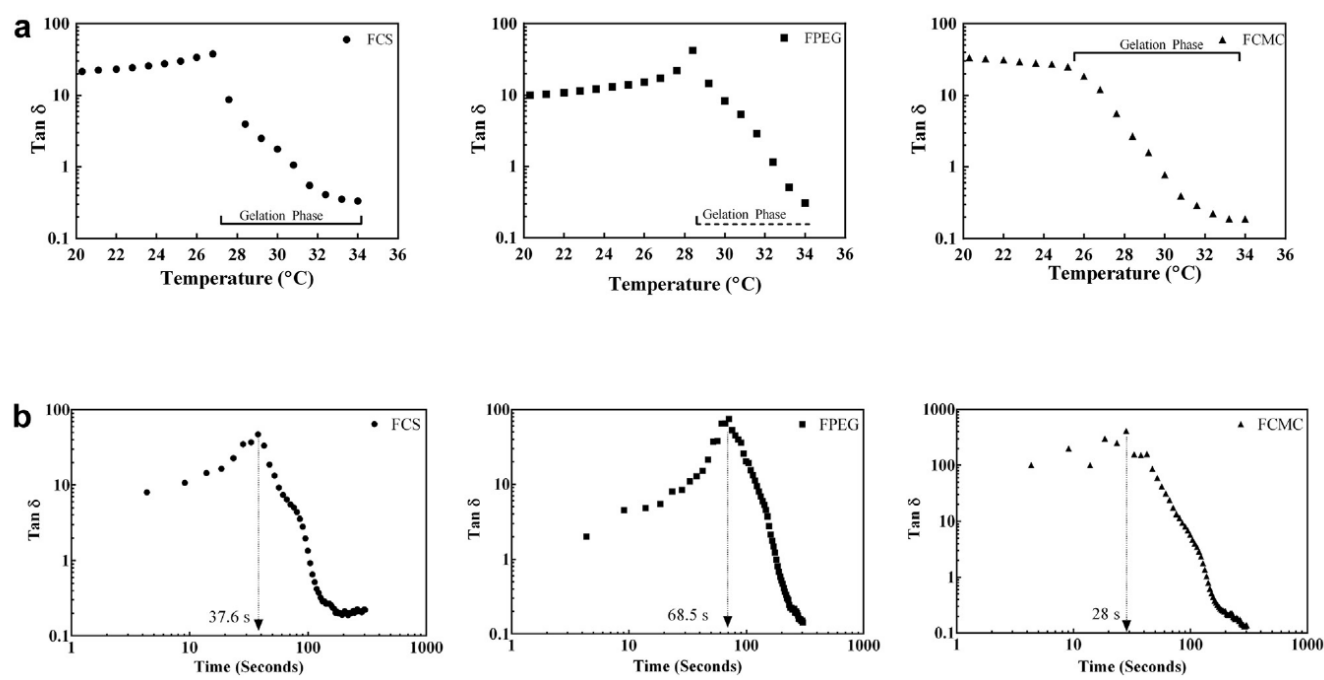 a
100
10
1
0.1
Tan δ
FCS
Gelation Phase
20 22 24 26 28 30 32 34 36
Temperature (°C)
100
10
1
0.1
Tan δ
FPEG
Gelation Phase
20 22 24 26 28 30 32 34 36
Temperature (°C)
100
10
1
0.1
Tan δ
Gelation Phase
FCMC
20 22 24 26 28 30 32 34 36
Temperature (°C)
b
100
10
1
0.1
Tan δ
FCS
37.6 s
1 10 100 1000
Time (Seconds)
100
10
1
0.1
Tan δ
FPEG
68.5 s
1 10 100 1000
Time (Seconds)
1000
100
10
1
0.1
Tan δ
FCMC
28 s
1 10 100 1000
Time (Seconds)